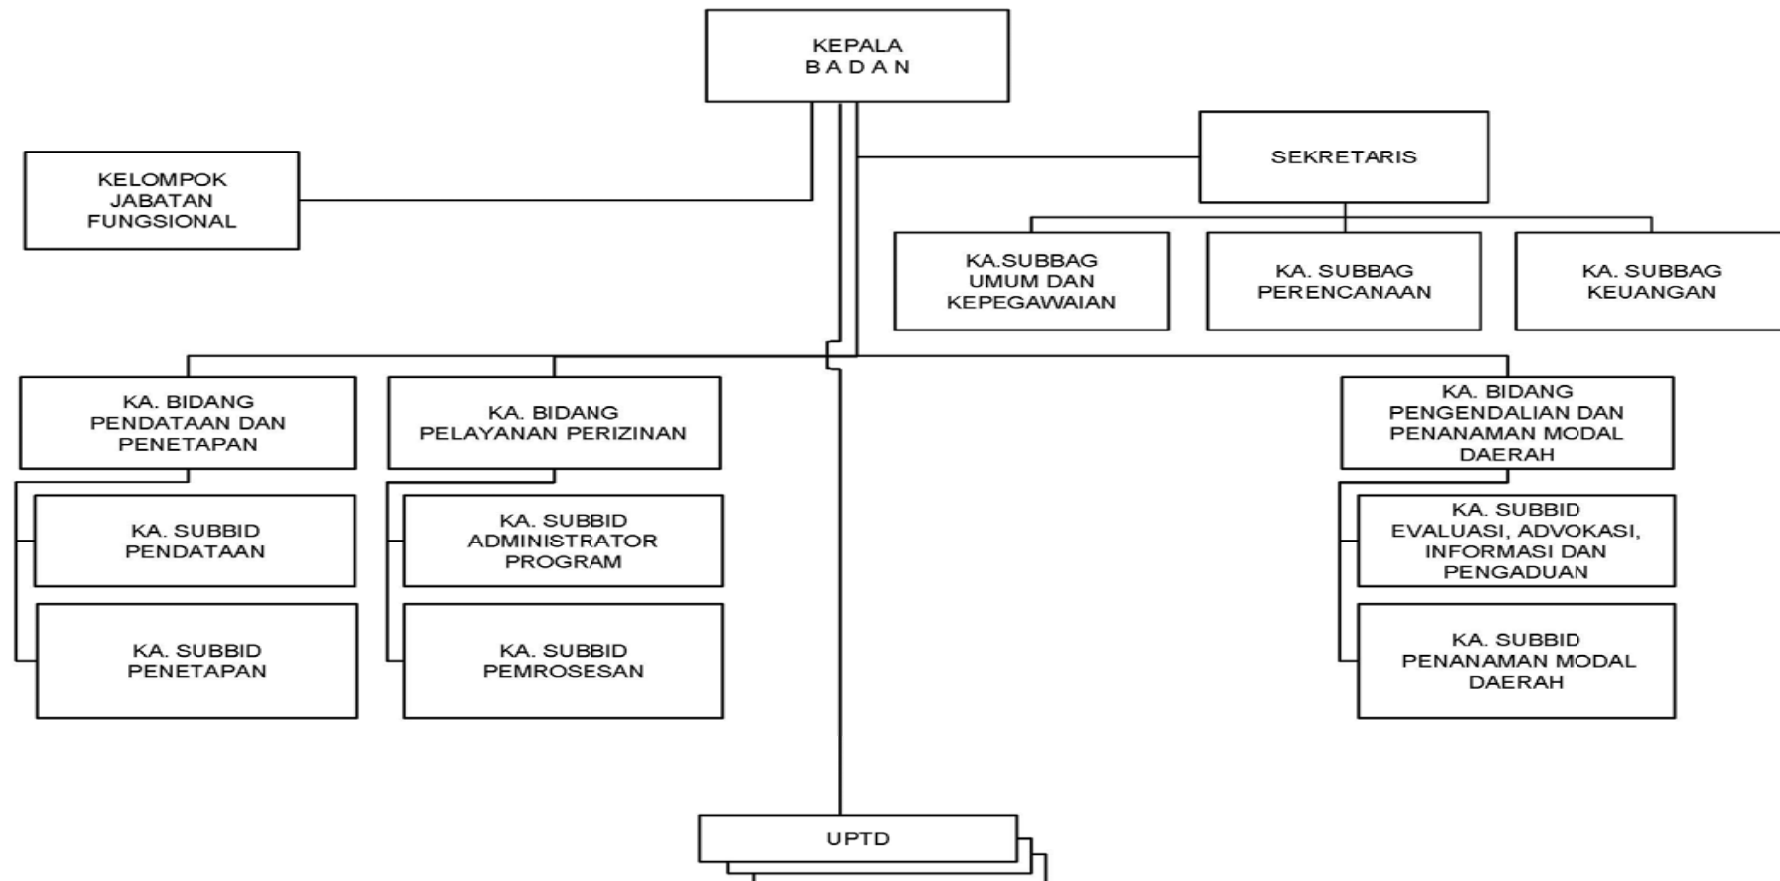 KEPALA
B A D A N
SEKRETARIS
KELOMPOK
JABATAN
FUNGSIONAL
KA.SUBBAG
UMUM DAN
KEPEGAWAIAN
KA. SUBBAG
PERENCANAAN
KA. SUBBAG
KEUANGAN
KA. BIDANG
PENDATAAN DAN
PENETAPAN
KA. BIDANG
PELAYANAN PERIZINAN
KA. BIDANG
PENGENDALIAN DAN
PENANAMAN MODAL
DAERAH
KA. SUBBID
PENDATAAN
KA. SUBBID
ADMINISTRATOR
PROGRAM
KA. SUBBID
EVALUASI, ADVOKASI,
INFORMASI DAN
PENGADUAN
KA. SUBBID
PENETAPAN
KA. SUBBID
PEMROSESAN
KA. SUBBID
PENANAMAN MODAL
DAERAH
UPTD